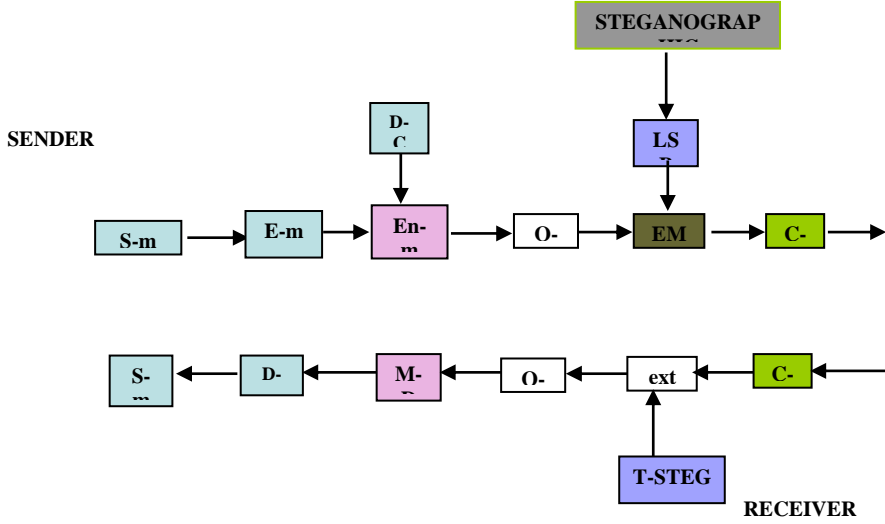 STEGANOGRAP
SENDER
D-
LS
S-m
E-m
En-
O-
EM
C-
S-
D-
M-
O-
ext
C-
T-STEG
RECEIVER